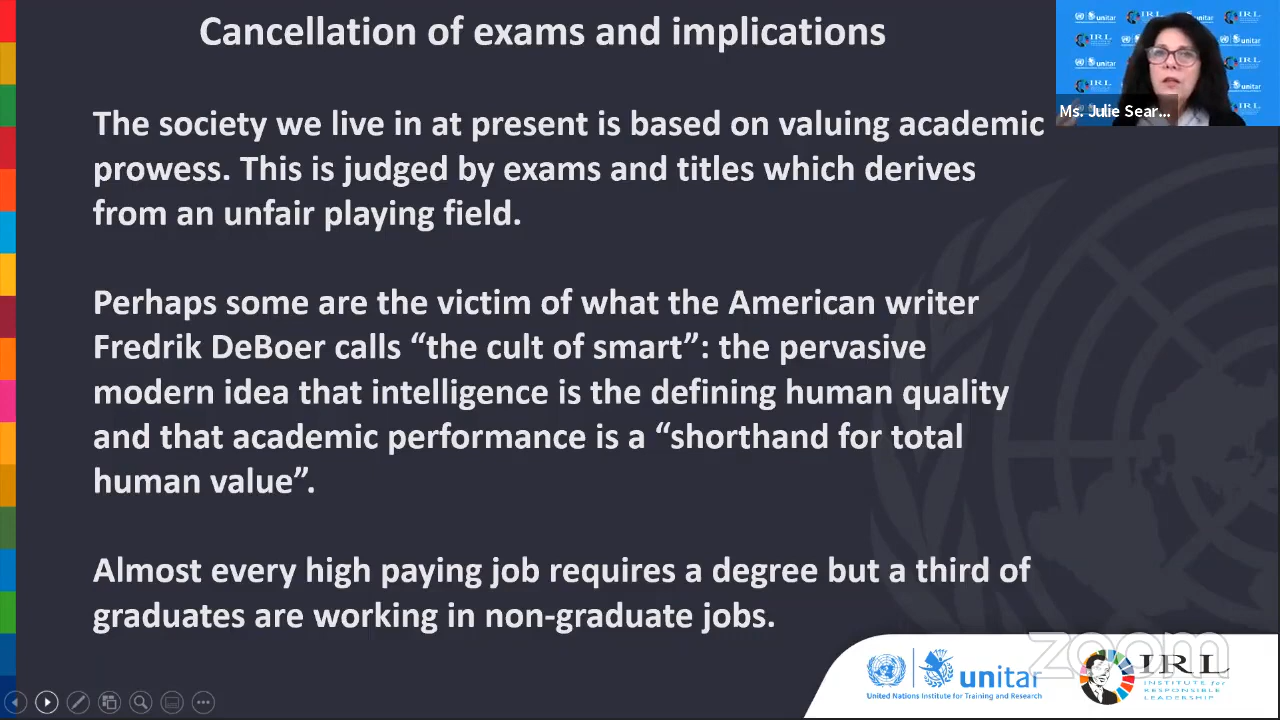 Cancellation of exams and implications
The society we live in at present is based on valuing academic
prowess. This is judged by exams and titles which derives
from an unfair playing field.
Perhaps some are the victim of what the American writer
Fredrik DeBoer calls “the cult of smart”: the pervasive
modern idea that intelligence is the defining human quality
and that academic performance is a “shorthand for total
human value”.
Almost every high paying job requires a degree but a third of
graduates are working in non-graduate jobs.
Ms. Julie Sear...
unitar
IRL
unitar
United Nations Institute for Training and Research
zoom
IRL
INSTITUTE for
RESPONSIBLE
LEADERSHIP